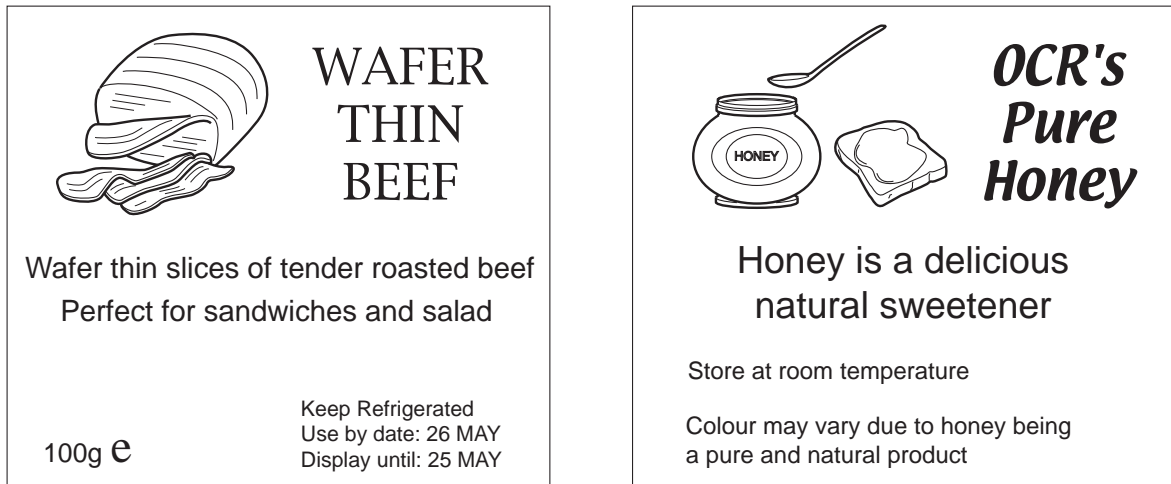 WAFER
THIN
BEEF
Wafer thin slices of tender roasted beef
Perfect for sandwiches and salad
100g e
Keep Refrigerated
Use by date: 26 MAY
Display until: 25 MAY
HONEY
OCR's
Pure
Honey
Honey is a delicious
natural sweetener
Store at room temperature
Colour may vary due to honey being
a pure and natural product